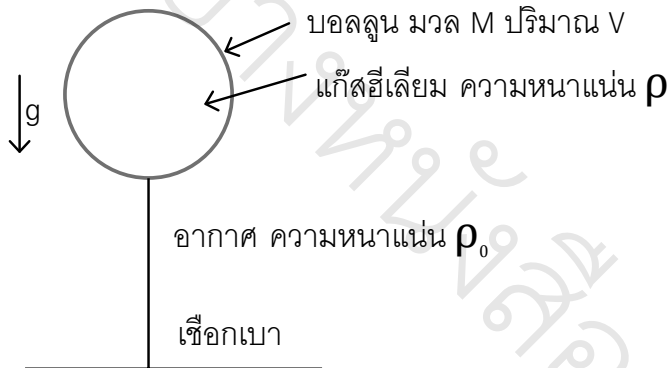 บอลลูน มวล M ปริมาณ V
แก๊สฮีเลียม ความหนาแน่น ρ
g
อากาศ ความหนาแน่น ρ₀
เชือกเบา